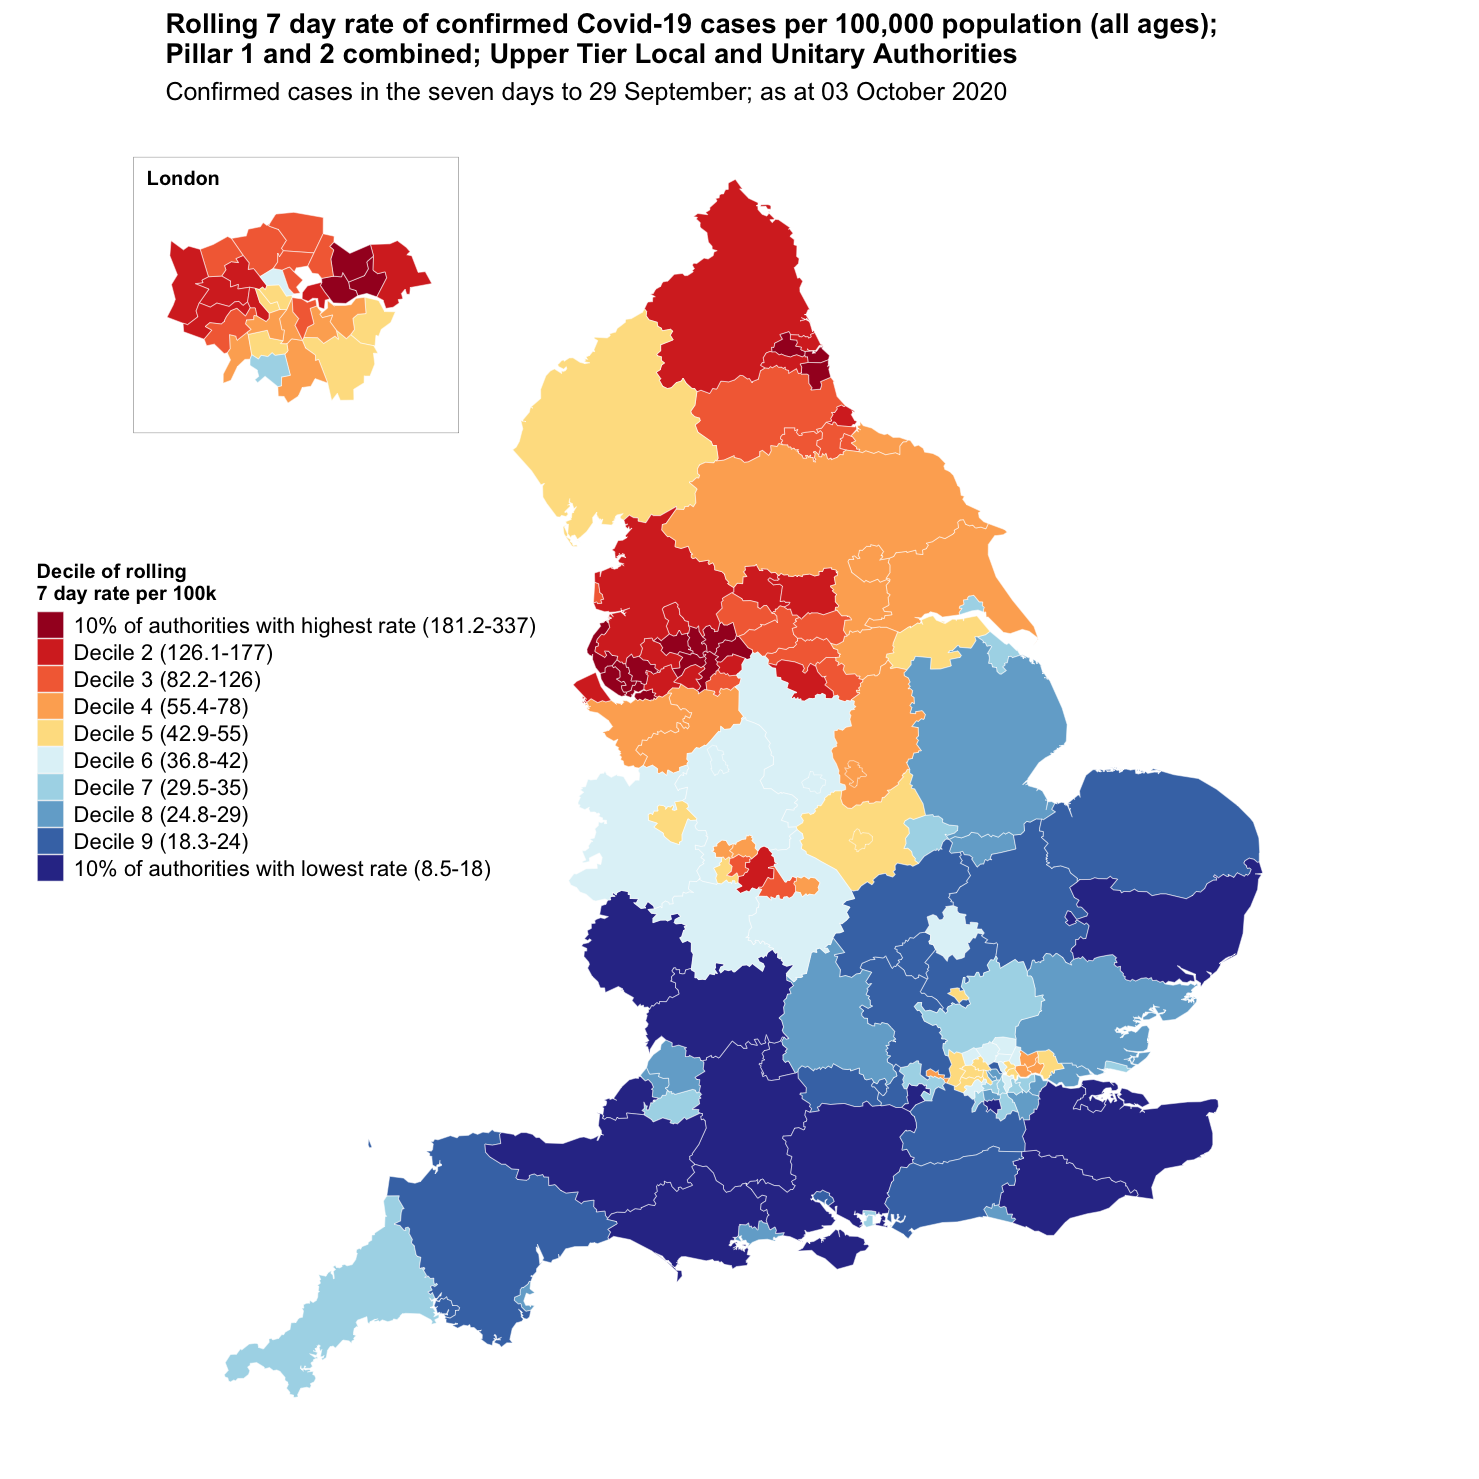 Rolling 7 day rate of confirmed Covid-19 cases per 100,000 population (all ages);
Pillar 1 and 2 combined; Upper Tier Local and Unitary Authorities
Confirmed cases in the seven days to 29 September; as at 03 October 2020
London
Decile of rolling
7 day rate per 100k
10% of authorities with highest rate (181.2-337)
Decile 2 (126.1-177)
Decile 3 (82.2-126)
Decile 4 (55.4-78)
Decile 5 (42.9-55)
Decile 6 (36.8-42)
Decile 7 (29.5-35)
Decile 8 (24.8-29)
Decile 9 (18.3-24)
10% of authorities with lowest rate (8.5-18)